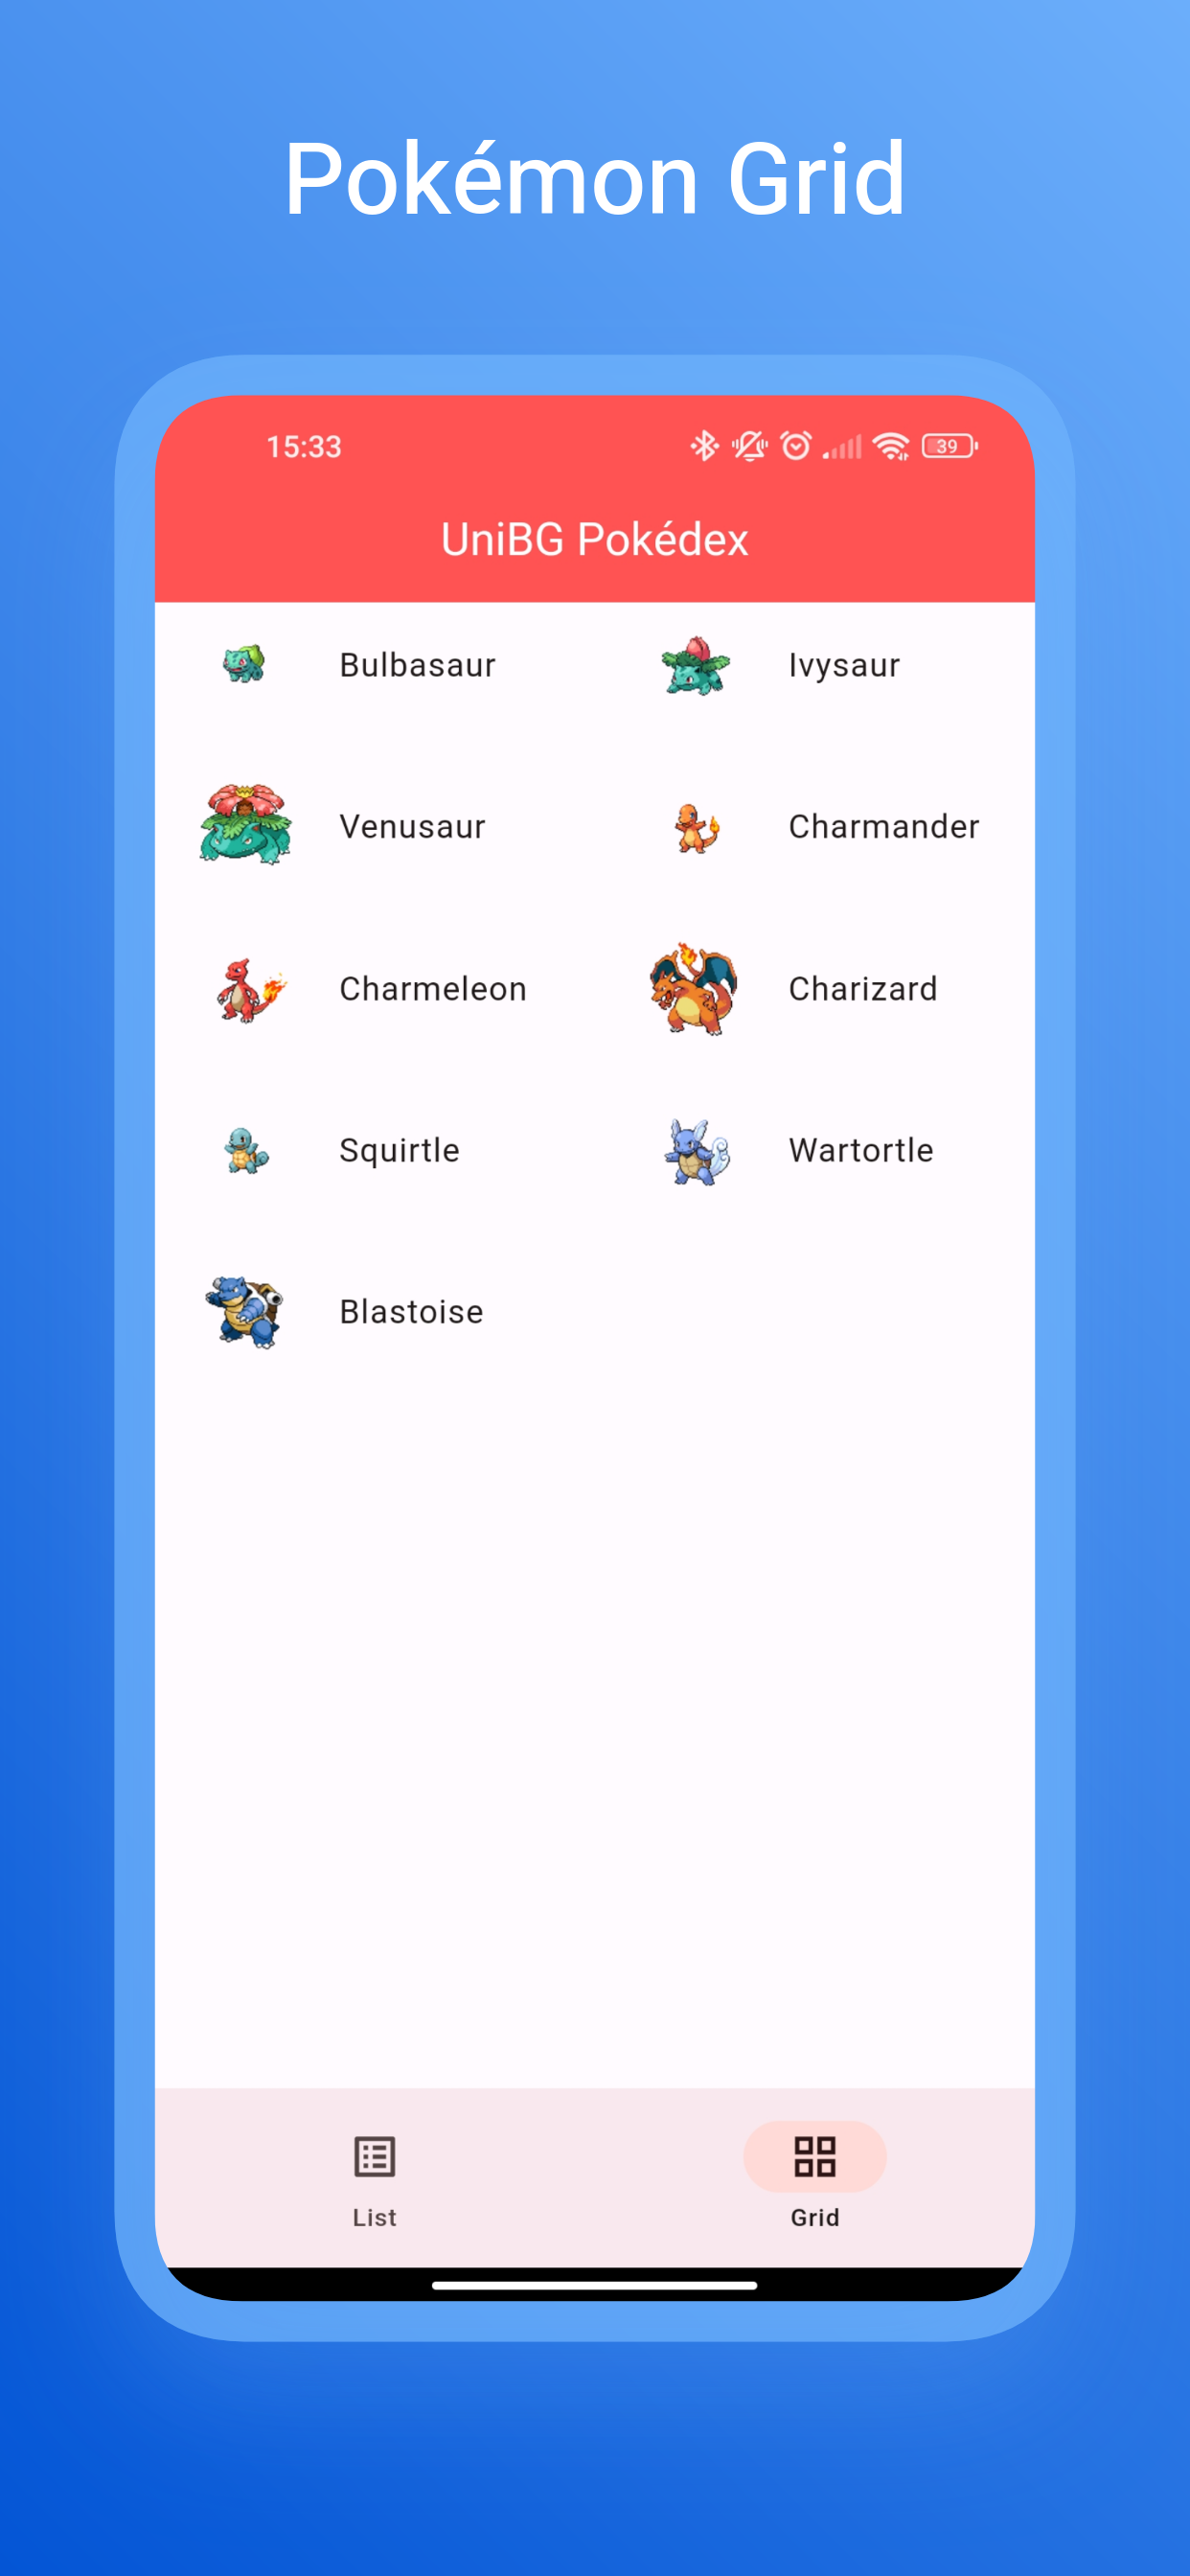 Pokémon Grid
15:33 39
UniBG Pokédex
Bulbasaur Ivysaur
Venusaur Charmander
Charmeleon Charizard
Squirtle Wartortle
Blastoise
List Grid